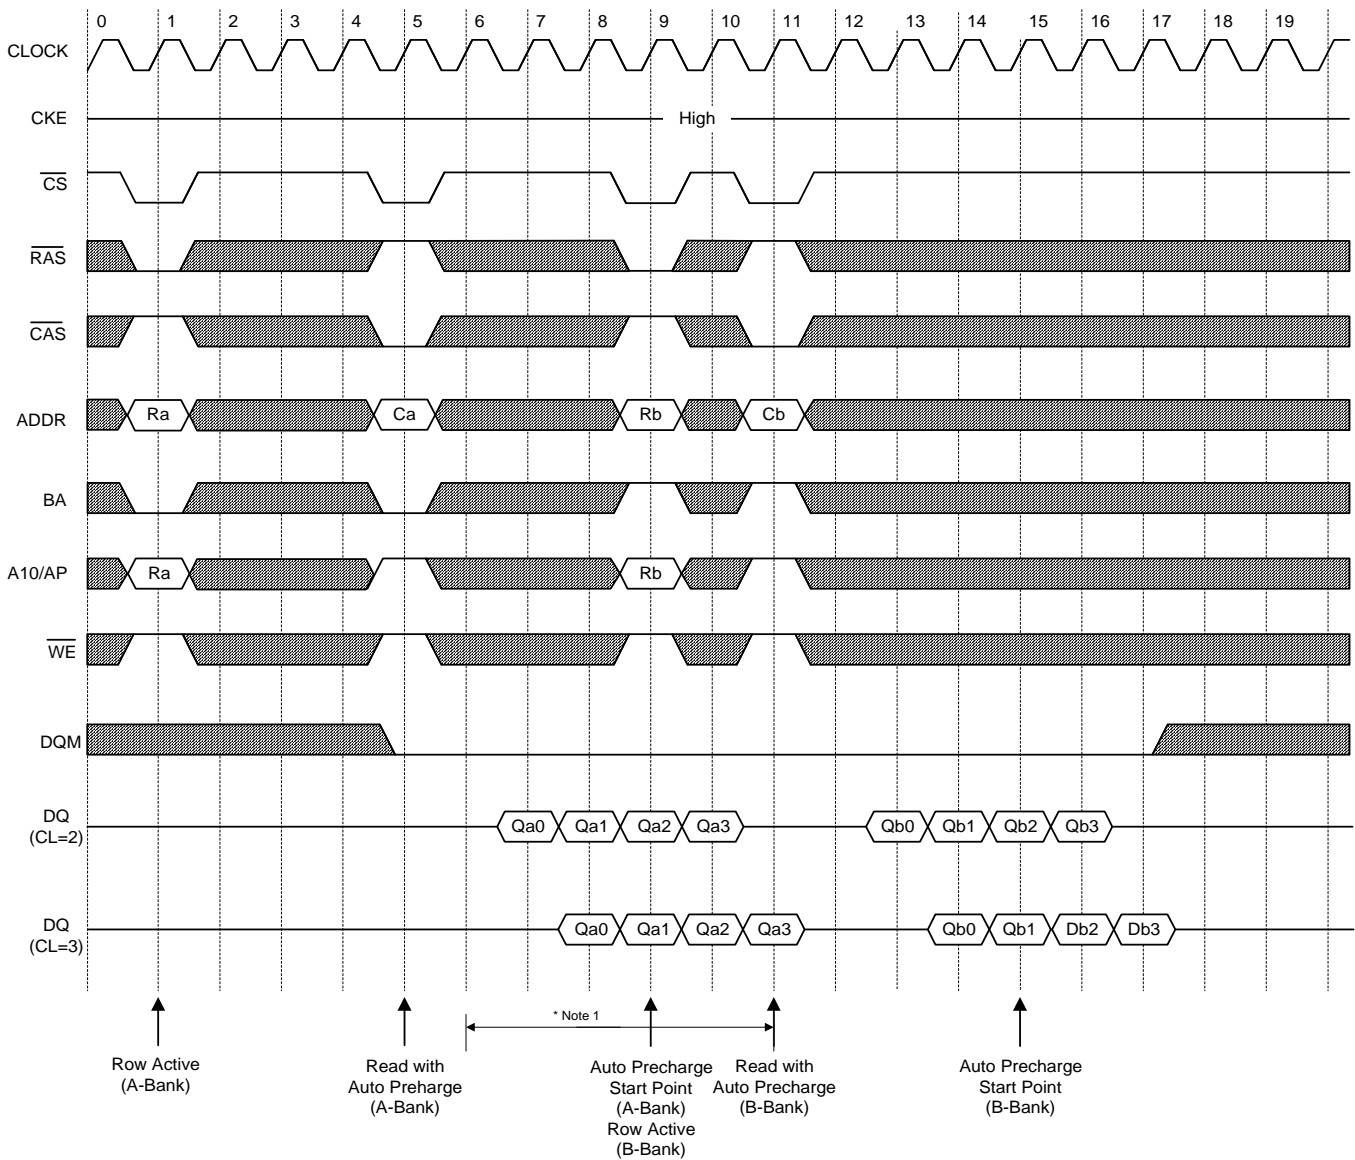 0 1 2 3 4 5 6 7 8 9 10 11 12 13 14 15 16 17 18 19
CLOCK
CKE High
CS
RAS
CAS
ADDR Ra Ca Rb Cb
BA
A10/AP Ra Rb
WE
DQM
DQ
(CL=2)
Qa0 Qa1 Qa2 Qa3 Qb0 Qb1 Qb2 Qb3
DQ
(CL=3)
Qa0 Qa1 Qa2 Qa3 Qb0 Qb1 Db2 Db3
* Note 1
Row Active
(A-Bank)
Read with
Auto Preharge
(A-Bank)
Auto Precharge
Start Point
(A-Bank)
Row Active
(B-Bank)
Read with
Auto Precharge
(B-Bank)
Auto Precharge
Start Point
(B-Bank)